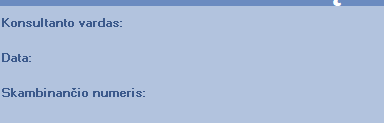 Konsultanto vardas:
Data:
Skambinančio numeris: